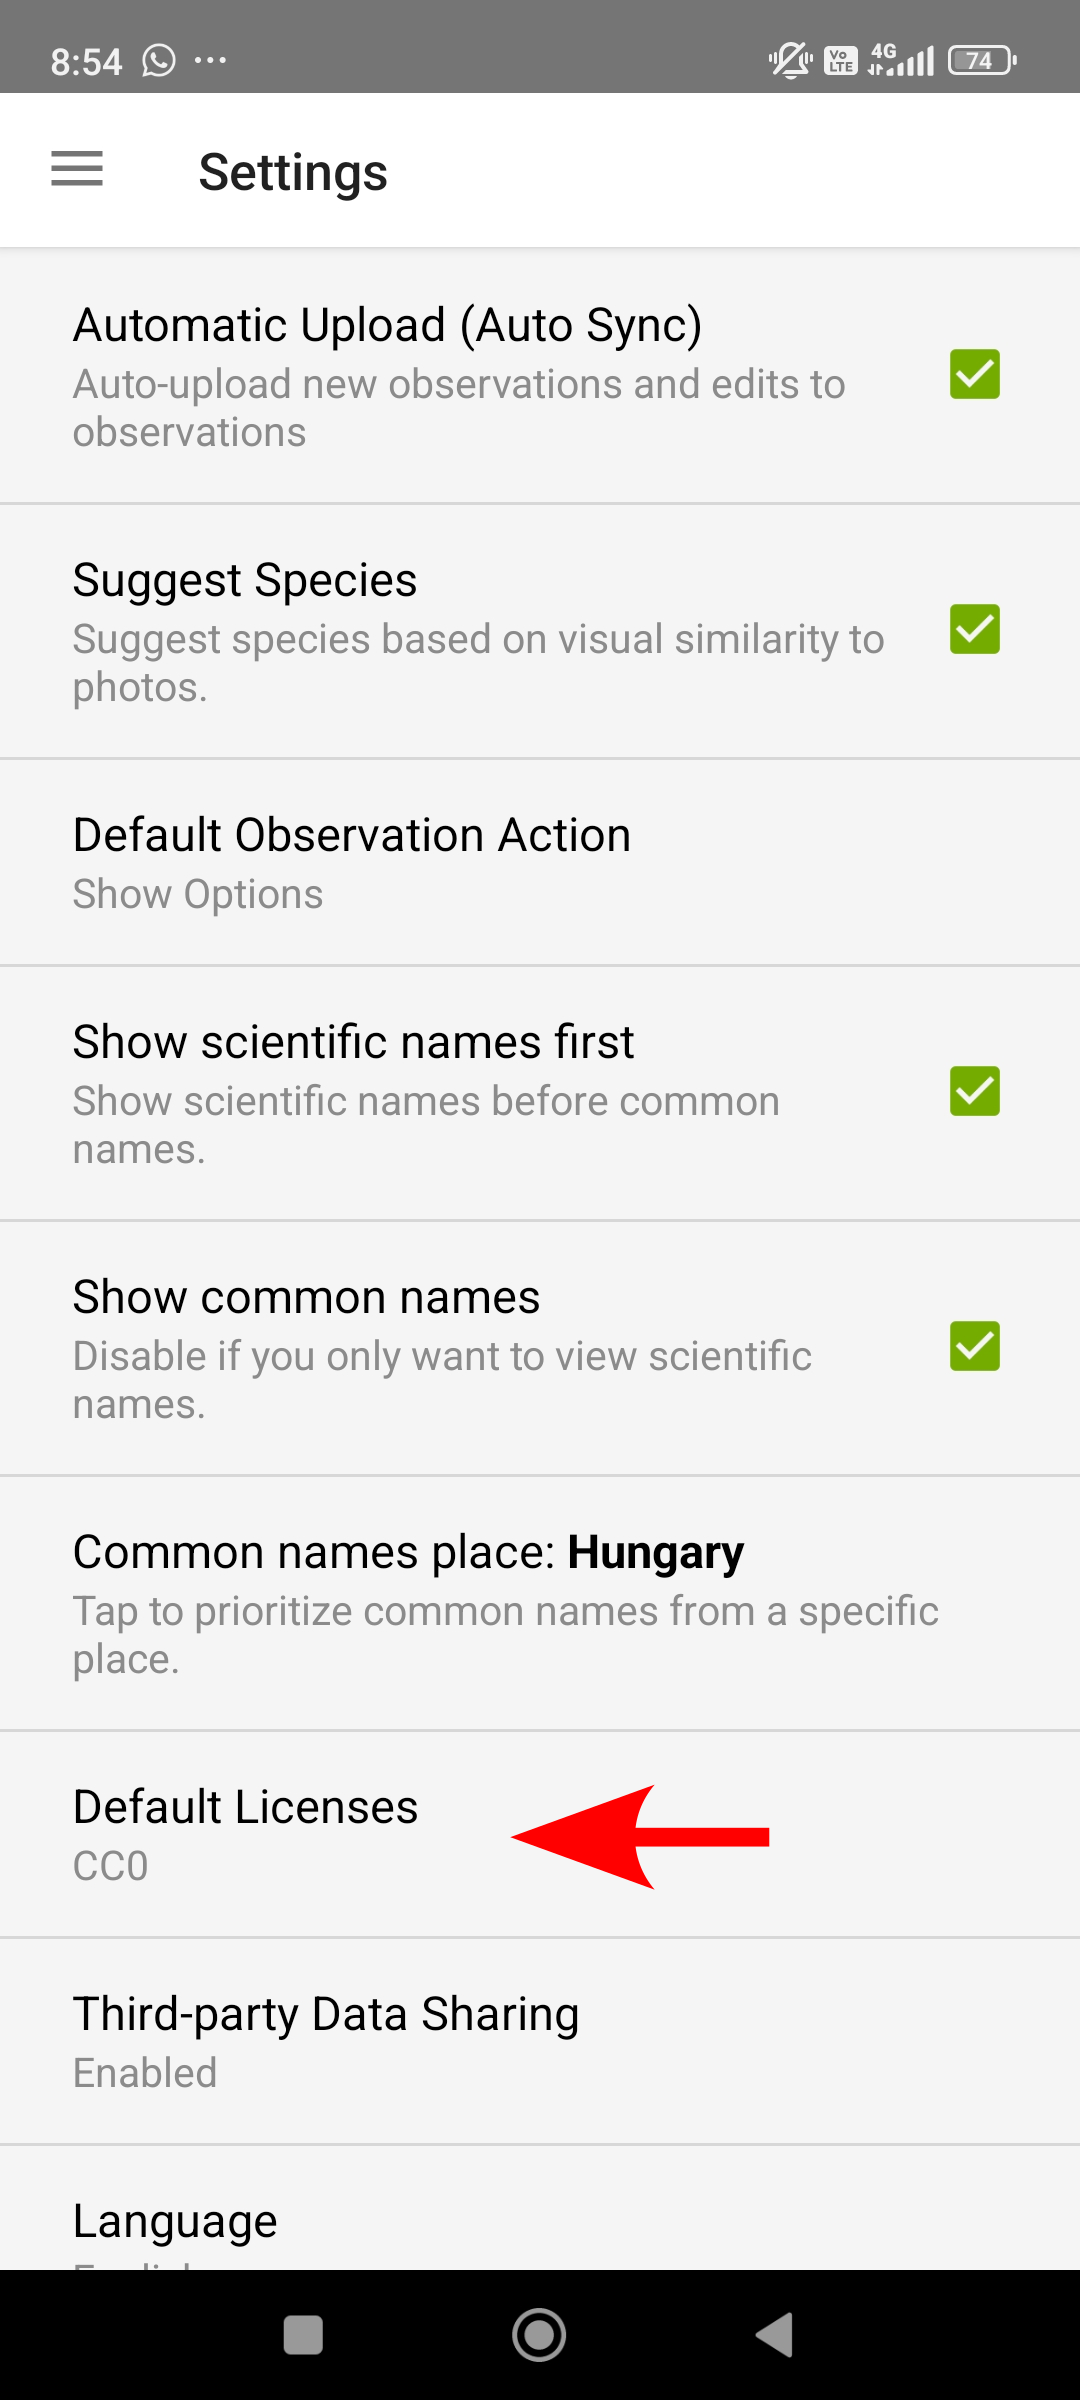 8:54
Vo
LTE
4G
74
Settings
Automatic Upload (Auto Sync)
Auto-upload new observations and edits to
observations
Suggest Species
Suggest species based on visual similarity to
photos.
Default Observation Action
Show Options
Show scientific names first
Show scientific names before common
names.
Show common names
Disable if you only want to view scientific
names.
Common names place: Hungary
Tap to prioritize common names from a specific
place.
Default Licenses
CC0
Third-party Data Sharing
Enabled
Language